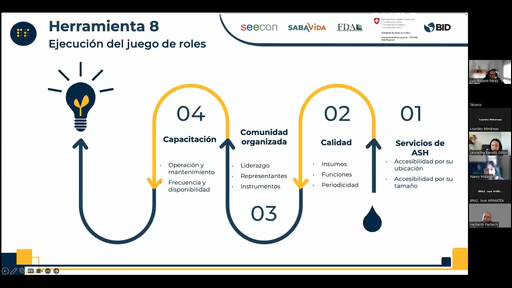 Herramienta 8
Ejecución del juego de roles
seecon
SABAVIDA
FDAL
BID
04
Capacitación
Operación y
mantenimiento
Frecuencia y
disponibilidad
Comunidad
organizada
Liderazgo
Representantes
Instrumentos
03
02
Calidad
Insumos
Funciones
Periodicidad
01
Servicios de
ASH
Accesibilidad por su
ubicación
Accesibilidad por su
tamaño